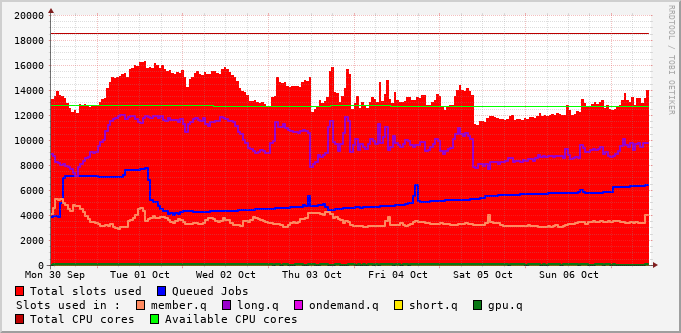 RRDTOOL / TOBI OETIKER
20000
18000
16000
14000
12000
10000
8000
6000
4000
2000
0
Mon 30 Sep Tue 01 Oct Wed 02 Oct Thu 03 Oct Fri 04 Oct Sat 05 Oct Sun 06 Oct
Total slots used Queued Jobs
Slots used in : member.q long.q ondemand.q short.q gpu.q
Total CPU cores Available CPU cores